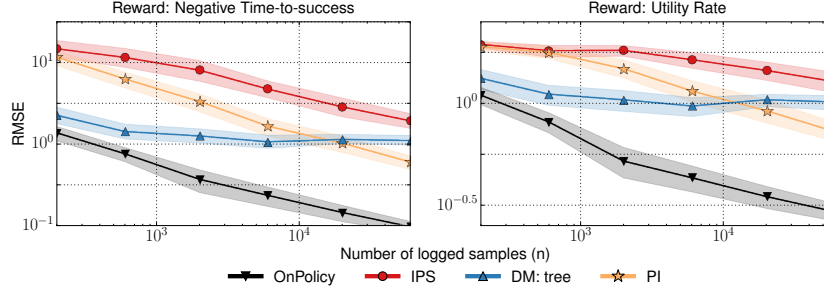 Reward: Negative Time-to-success
Reward: Utility Rate
RMSE
10^1
10^0
10^-1
10^3
10^4
10^0
10^-0.5
10^3
10^4
Number of logged samples (n)
OnPolicy
IPS
DM: tree
PI